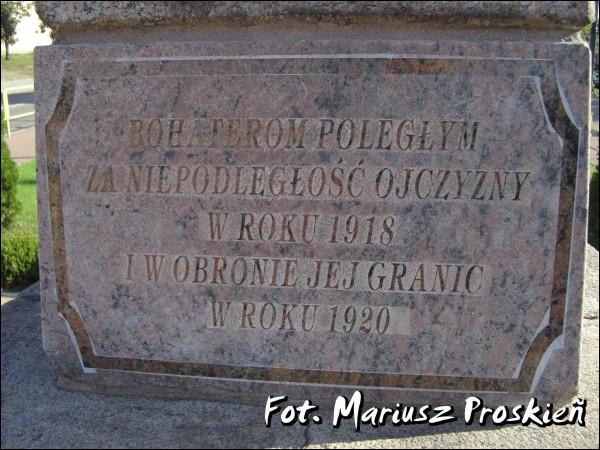 BOHATEROM POLEGŁYM
ZA NIEPODLEGŁOŚĆ OJCZYZNY
W ROKU 1918
I W OBRONIE JEJ GRANIC
W ROKU 1920
Fot. Mariusz Proskień